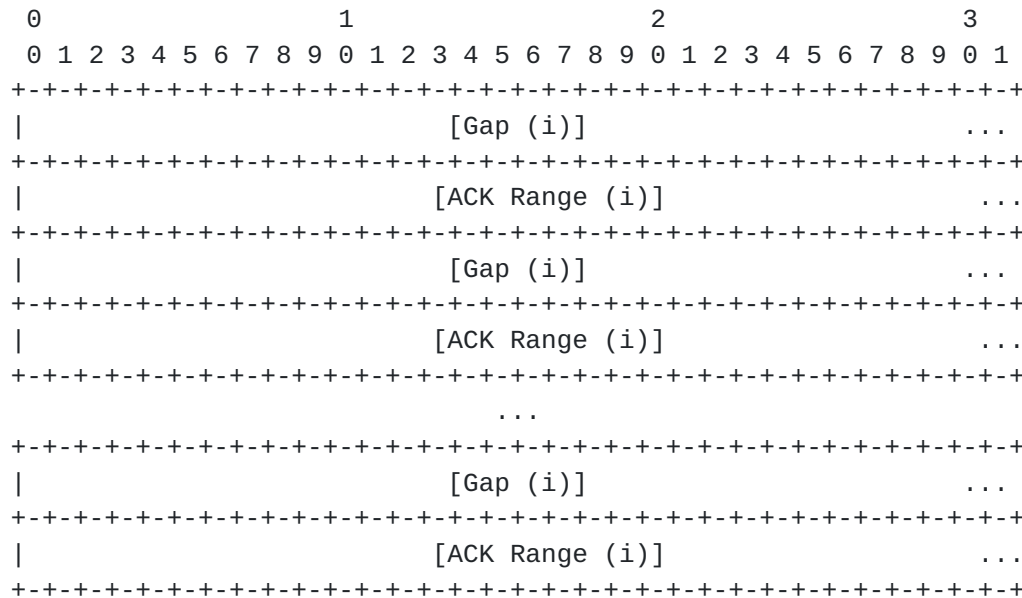 0                   1                   2                   3
 0 1 2 3 4 5 6 7 8 9 0 1 2 3 4 5 6 7 8 9 0 1 2 3 4 5 6 7 8 9 0 1
+-+-+-+-+-+-+-+-+-+-+-+-+-+-+-+-+-+-+-+-+-+-+-+-+-+-+-+-+-+-+-+-+
|                           [Gap (i)]                        ...
+-+-+-+-+-+-+-+-+-+-+-+-+-+-+-+-+-+-+-+-+-+-+-+-+-+-+-+-+-+-+-+-+
|                          [ACK Range (i)]                    ...
+-+-+-+-+-+-+-+-+-+-+-+-+-+-+-+-+-+-+-+-+-+-+-+-+-+-+-+-+-+-+-+-+
|                           [Gap (i)]                        ...
+-+-+-+-+-+-+-+-+-+-+-+-+-+-+-+-+-+-+-+-+-+-+-+-+-+-+-+-+-+-+-+-+
|                          [ACK Range (i)]                    ...
+-+-+-+-+-+-+-+-+-+-+-+-+-+-+-+-+-+-+-+-+-+-+-+-+-+-+-+-+-+-+-+-+
                               ...
+-+-+-+-+-+-+-+-+-+-+-+-+-+-+-+-+-+-+-+-+-+-+-+-+-+-+-+-+-+-+-+-+
|                           [Gap (i)]                        ...
+-+-+-+-+-+-+-+-+-+-+-+-+-+-+-+-+-+-+-+-+-+-+-+-+-+-+-+-+-+-+-+-+
|                          [ACK Range (i)]                    ...
+-+-+-+-+-+-+-+-+-+-+-+-+-+-+-+-+-+-+-+-+-+-+-+-+-+-+-+-+-+-+-+-+